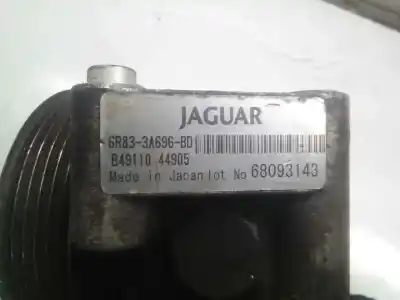 JAGUAR
6R83-3A696-BD
B49110 44905
Made in Japan lot No 68093143